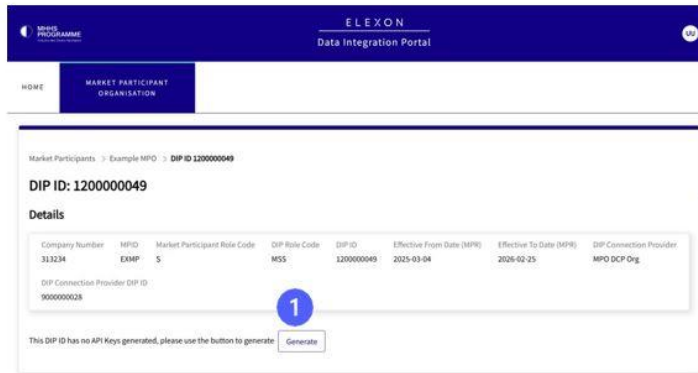 MHHS
PROGRAMME
ELEXON
Data Integration Portal
UU
HOME
MARKET PARTICIPANT
ORGANISATION
Market Participants > Example MPO > DIP ID 1200000049
DIP ID: 1200000049
Details
Company Number MPID Market Participant Role Code DIP Role Code DIP ID Effective From Date (MPR) Effective To Date (MPR) DIP Connection Provider
313234 EXMP S MSS 1200000049 2025-03-04 2026-02-25 MPO DCP Org
DIP Connection Provider DIP ID
9000000028
1
This DIP ID has no API Keys generated, please use the button to generate Generate